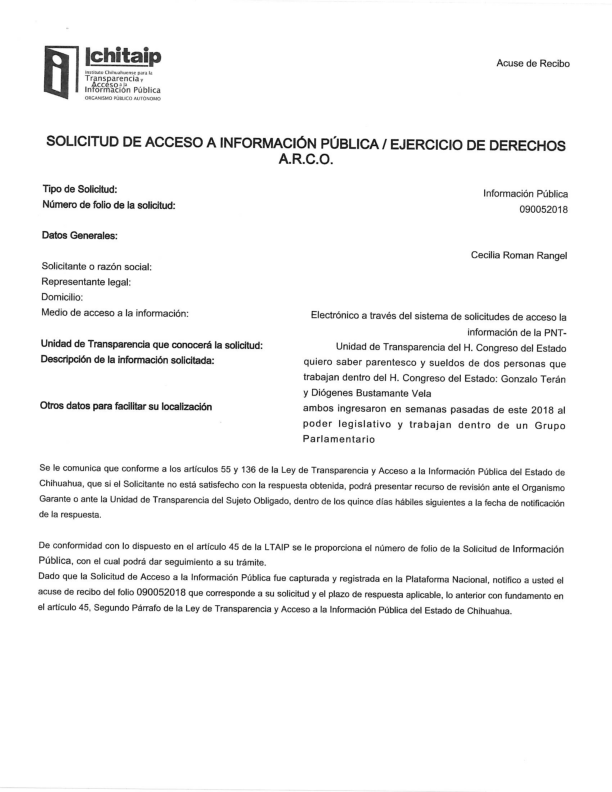 Ichitaip
Instituto Chihuahuense para la
Transparencia y
Acceso a la
Información Pública
ORGANISMO PÚBLICO AUTÓNOMO
Acuse de Recibo
SOLICITUD DE ACCESO A INFORMACIÓN PÚBLICA / EJERCICIO DE DERECHOS
A.R.C.O.
Tipo de Solicitud: Información Pública
Número de folio de la solicitud: 090052018
Datos Generales:
Cecilia Roman Rangel
Solicitante o razón social:
Representante legal:
Domicilio:
Medio de acceso a la información: Electrónico a través del sistema de solicitudes de acceso la
información de la PNT-
Unidad de Transparencia que conocerá la solicitud: Unidad de Transparencia del H. Congreso del Estado
Descripción de la información solicitada: quiero saber parentesco y sueldos de dos personas que
trabajan dentro del H. Congreso del Estado: Gonzalo Terán
y Diógenes Bustamante Vela
Otros datos para facilitar su localización ambos ingresaron en semanas pasadas de este 2018 al
poder legislativo y trabajan dentro de un Grupo
Parlamentario
Se le comunica que conforme a los artículos 55 y 136 de la Ley de Transparencia y Acceso a la Información Pública del Estado de
Chihuahua, que si el Solicitante no está satisfecho con la respuesta obtenida, podrá presentar recurso de revisión ante el Organismo
Garante o ante la Unidad de Transparencia del Sujeto Obligado, dentro de los quince días hábiles siguientes a la fecha de notificación
de la respuesta.
De conformidad con lo dispuesto en el artículo 45 de la LTAIP se le proporciona el número de folio de la Solicitud de Información
Pública, con el cual podrá dar seguimiento a su trámite.
Dado que la Solicitud de Acceso a la Información Pública fue capturada y registrada en la Plataforma Nacional, notifico a usted el
acuse de recibo del folio 090052018 que corresponde a su solicitud y el plazo de respuesta aplicable, lo anterior con fundamento en
el artículo 45, Segundo Párrafo de la Ley de Transparencia y Acceso a la Información Pública del Estado de Chihuahua.